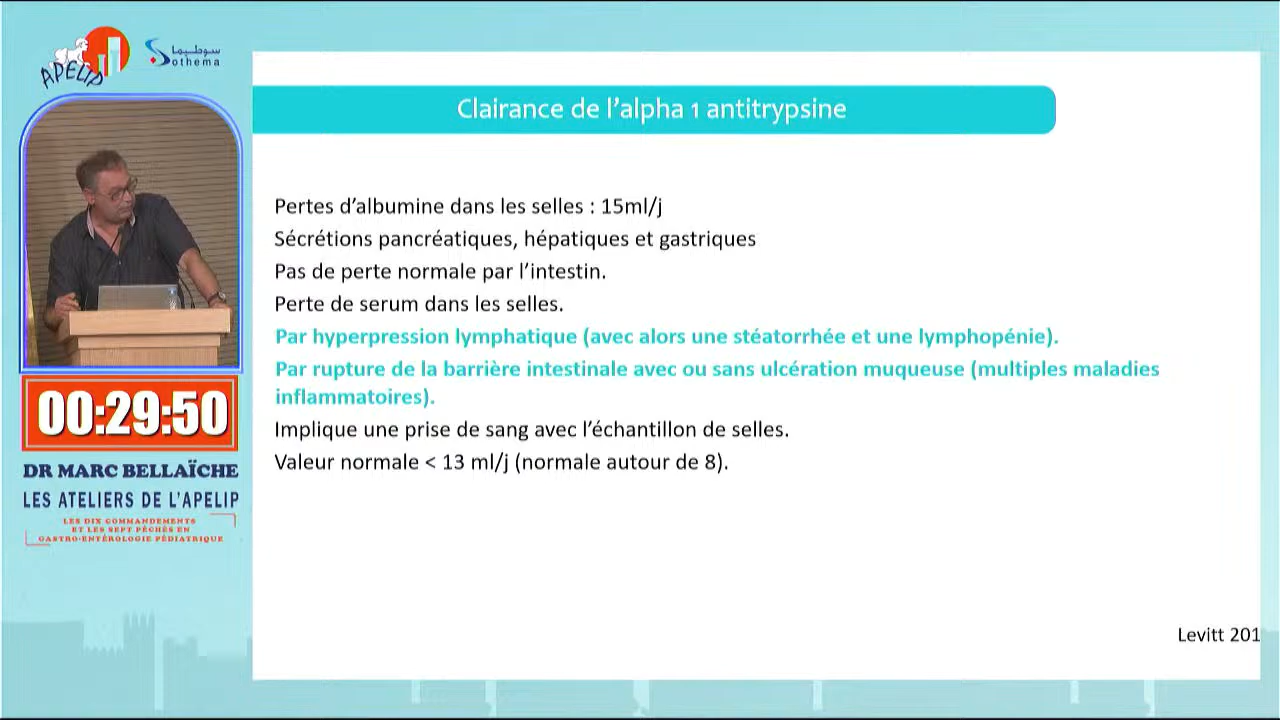 APELIP
سوطيما
Sothema
Clairance de l'alpha 1 antitrypsine
Pertes d'albumine dans les selles : 15ml/j
Sécrétions pancréatiques, hépatiques et gastriques
Pas de perte normale par l'intestin.
Perte de serum dans les selles.
Par hyperpression lymphatique (avec alors une stéatorrhée et une lymphopénie).
Par rupture de la barrière intestinale avec ou sans ulcération muqueuse (multiples maladies
inflammatoires).
Implique une prise de sang avec l'échantillon de selles.
Valeur normale < 13 ml/j (normale autour de 8).
Levitt 201
00:29:50
DR MARC BELLAÏCHE
LES ATELIERS DE L'APELIP
LES DIX COMMANDEMENTS
ET LES SEPT PÉCHÉS EN
GASTRO-ENTÉROLOGIE PÉDIATRIQUE